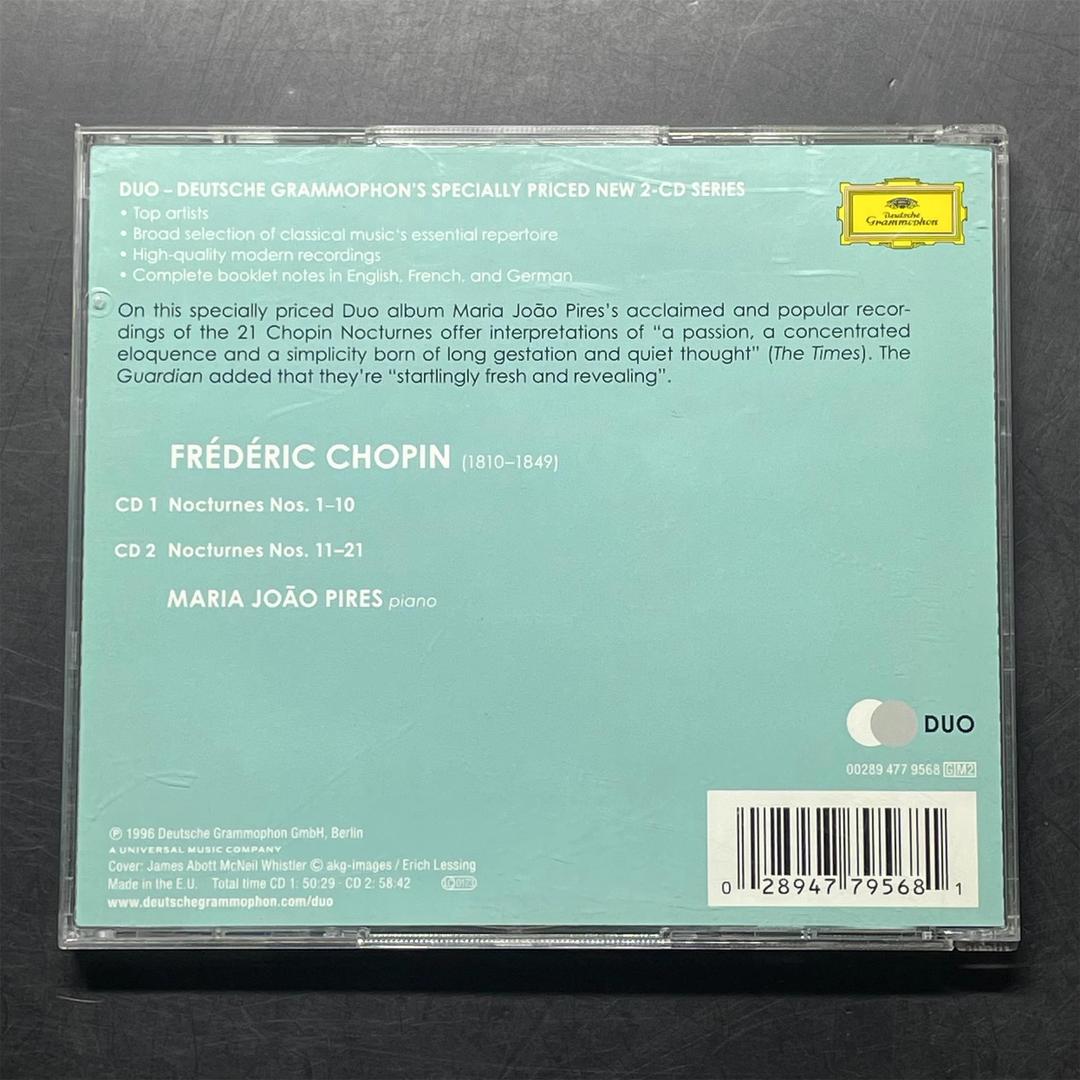 DUO – DEUTSCHE GRAMMOPHON'S SPECIALLY PRICED NEW 2-CD SERIES
• Top artists
• Broad selection of classical music's essential repertoire
• High-quality modern recordings
• Complete booklet notes in English, French, and German
Deutsche
Grammophon
On this specially priced Duo album Maria João Pires's acclaimed and popular recor-
dings of the 21 Chopin Nocturnes offer interpretations of “a passion, a concentrated
eloquence and a simplicity born of long gestation and quiet thought” (The Times). The
Guardian added that they're “startlingly fresh and revealing”.
FRÉDÉRIC CHOPIN (1810–1849)
CD 1 Nocturnes Nos. 1–10
CD 2 Nocturnes Nos. 11–21
MARIA JOÃO PIRES piano
DUO
00289 477 9568 GM2
℗ 1996 Deutsche Grammophon GmbH, Berlin
A UNIVERSAL MUSIC COMPANY
Cover: James Abott McNeil Whistler © akg-images / Erich Lessing
Made in the E.U. Total time CD 1: 50:29 · CD 2: 58:42
www.deutschegrammophon.com/duo
0 28947 79568 1